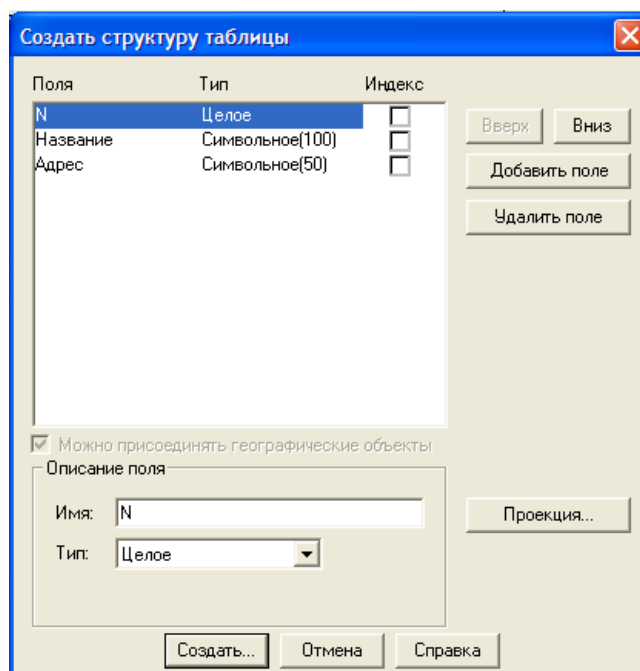 Создать структуру таблицы
Поля Тип Индекс
N Целое
Название Символьное(100)
Адрес Символьное(50)
Вверх Вниз
Добавить поле
Удалить поле
Можно присоединять географические объекты
Описание поля
Имя: N
Тип: Целое
Проекция...
Создать... Отмена Справка